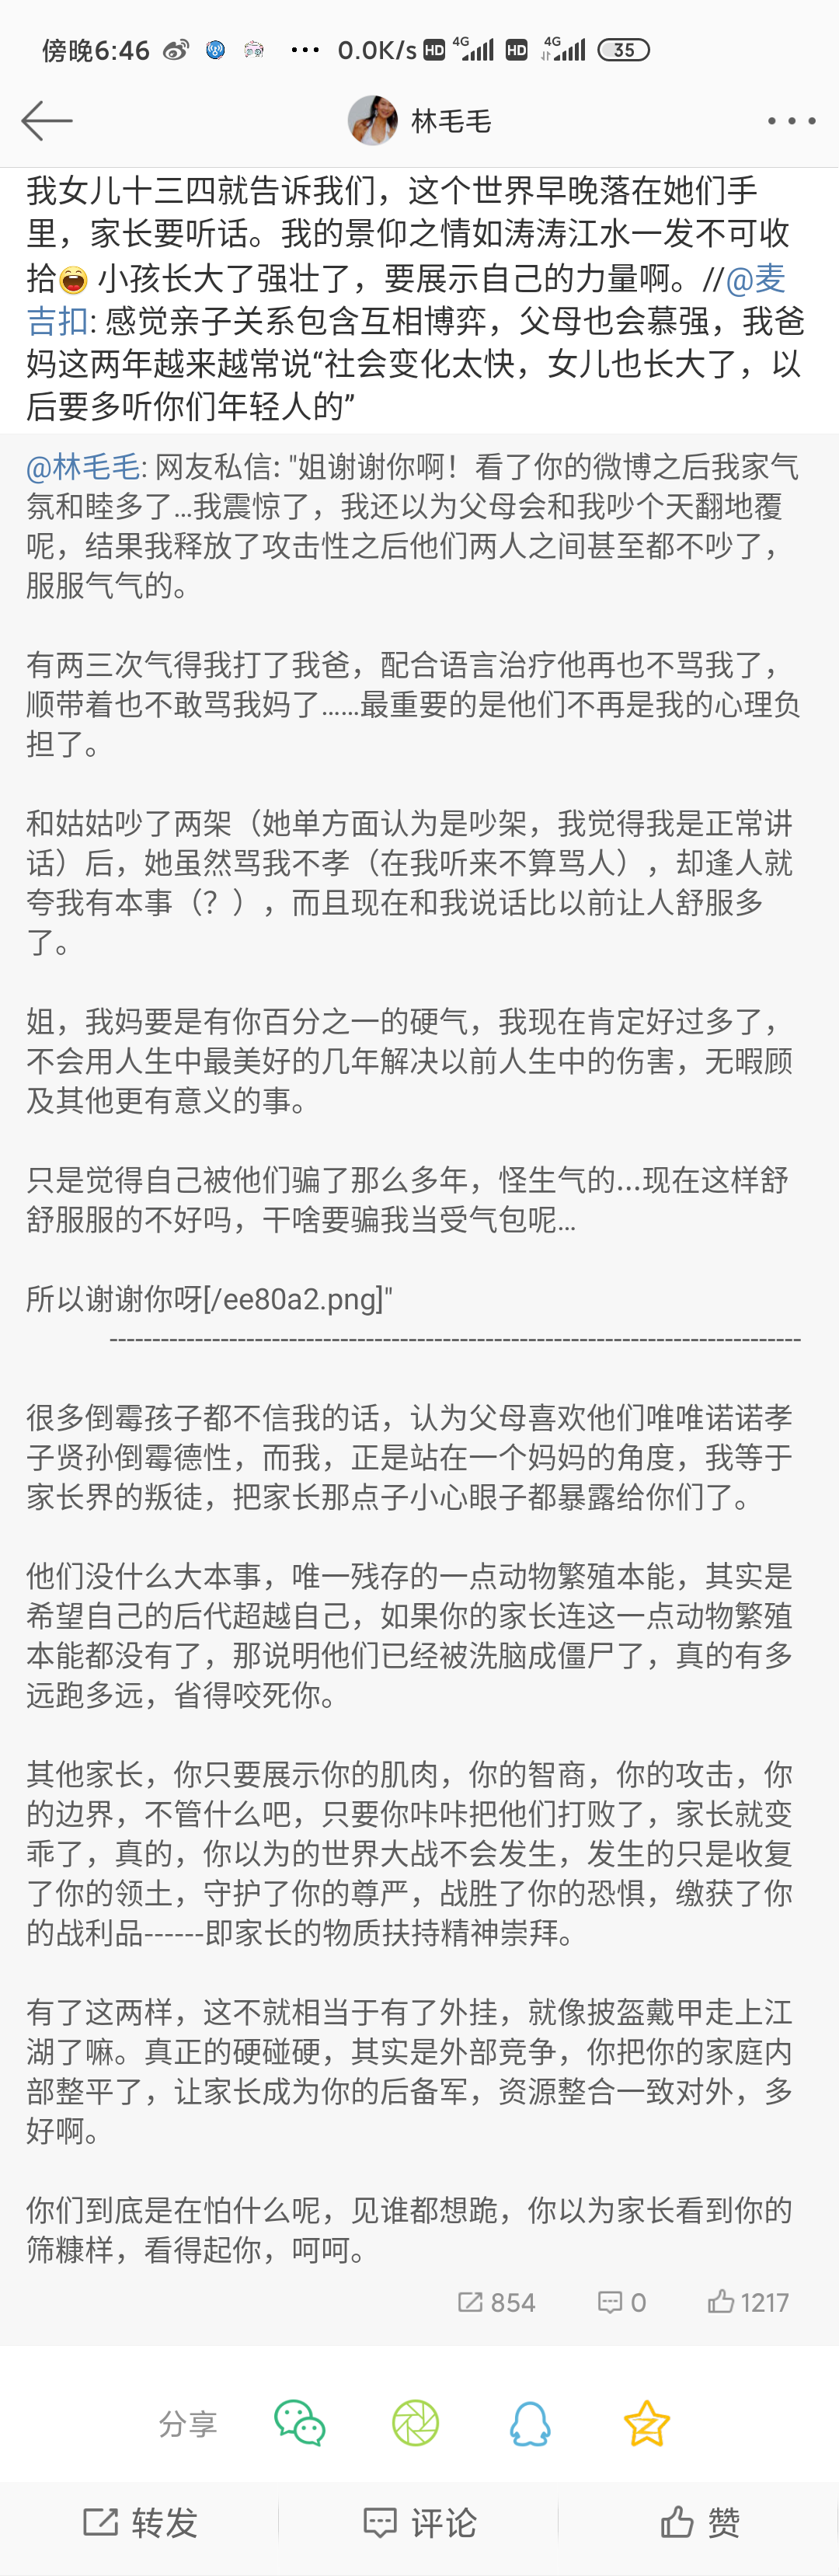 傍晚6:46 ··· 0.0K/s HD 4G HD 4G 35
林毛毛
我女儿十三四就告诉我们，这个世界早晚落在她们手
里，家长要听话。我的景仰之情如涛涛江水一发不可收
拾 小孩长大了强壮了，要展示自己的力量啊。//@麦
吉扣: 感觉亲子关系包含互相博弈，父母也会慕强，我爸
妈这两年越来越常说“社会变化太快，女儿也长大了，以
后要多听你们年轻人的”
@林毛毛: 网友私信: "姐谢谢你啊！看了你的微博之后我家气
氛和睦多了...我震惊了，我还以为父母会和我吵个天翻地覆
呢，结果我释放了攻击性之后他们两人之间甚至都不吵了，
服服气气的。
有两三次气得我打了我爸，配合语言治疗他再也不骂我了，
顺带着也不敢骂我妈了......最重要的是他们不再是我的心理负
担了。
和姑姑吵了两架（她单方面认为是吵架，我觉得我是正常讲
话）后，她虽然骂我不孝（在我听来不算骂人），却逢人就
夸我有本事（？），而且现在和我说话比以前让人舒服多
了。
姐，我妈要是有你百分之一的硬气，我现在肯定好过多了，
不会用人生中最美好的几年解决以前人生中的伤害，无暇顾
及其他更有意义的事。
只是觉得自己被他们骗了那么多年，怪生气的...现在这样舒
舒服服的不好吗，干啥要骗我当受气包呢...
所以谢谢你呀[/ee80a2.png]"
--------------------------------------------------------------------------------
很多倒霉孩子都不信我的话，认为父母喜欢他们唯唯诺诺孝
子贤孙倒霉德性，而我，正是站在一个妈妈的角度，我等于
家长界的叛徒，把家长那点子小心眼子都暴露给你们了。
他们没什么大本事，唯一残存的一点动物繁殖本能，其实是
希望自己的后代超越自己，如果你的家长连这一点动物繁殖
本能都没有了，那说明他们已经被洗脑成僵尸了，真的有多
远跑多远，省得咬死你。
其他家长，你只要展示你的肌肉，你的智商，你的攻击，你
的边界，不管什么吧，只要你咔咔把他们打败了，家长就变
乖了，真的，你以为的世界大战不会发生，发生的只是收复
了你的领土，守护了你的尊严，战胜了你的恐惧，缴获了你
的战利品------即家长的物质扶持精神崇拜。
有了这两样，这不就相当于有了外挂，就像披盔戴甲走上江
湖了嘛。真正的硬碰硬，其实是外部竞争，你把你的家庭内
部整平了，让家长成为你的后备军，资源整合一致对外，多
好啊。
你们到底是在怕什么呢，见谁都想跪，你以为家长看到你的
筛糠样，看得起你，呵呵。
854 0 1217
分享
转发 评论 赞